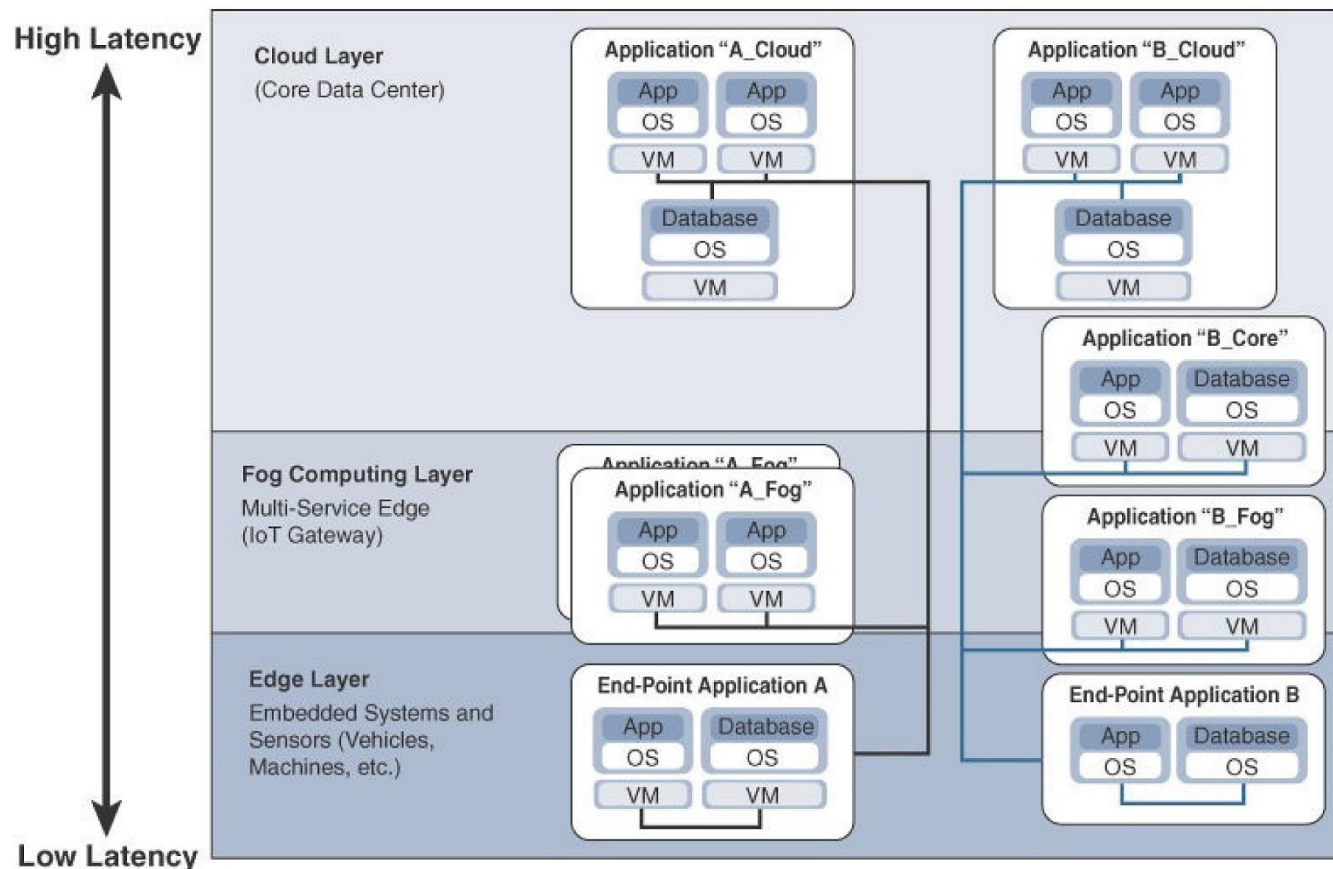 High Latency
Cloud Layer
(Core Data Center)
Application “A_Cloud”
App App
OS OS
VM VM
Database
OS
VM
Application “B_Cloud”
App App
OS OS
VM VM
Database
OS
VM
Application “B_Core”
App Database
OS OS
VM VM
Fog Computing Layer
Multi-Service Edge
(IoT Gateway)
Application “A_Fog”
Application “A_Fog”
App App
OS OS
VM VM
Application “B_Fog”
App Database
OS OS
VM VM
Edge Layer
Embedded Systems and
Sensors (Vehicles,
Machines, etc.)
End-Point Application A
App Database
OS OS
VM VM
End-Point Application B
App Database
OS OS
Low Latency